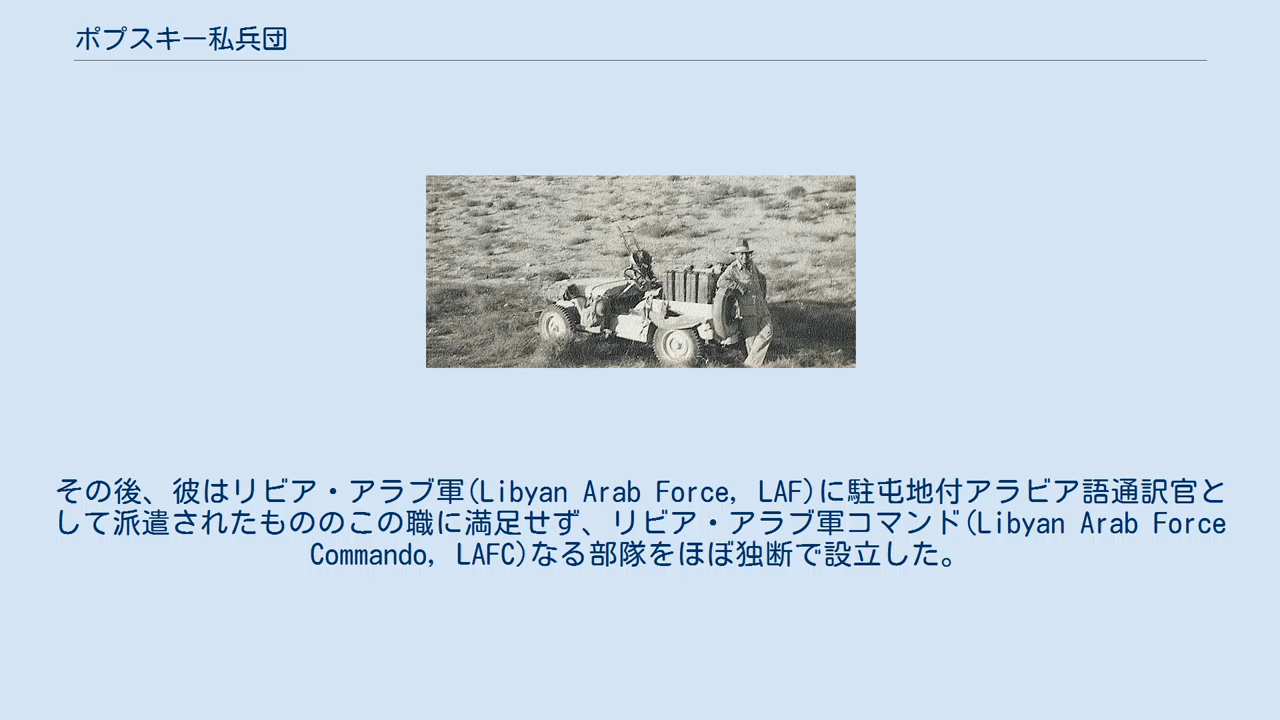 ポプスキー私兵団
その後、彼はリビア・アラブ軍(Libyan Arab Force, LAF)に駐屯地付アラビア語通訳官と
して派遣されたもののこの職に満足せず、リビア・アラブ軍コマンド(Libyan Arab Force
Commando, LAFC)なる部隊をほぼ独断で設立した。